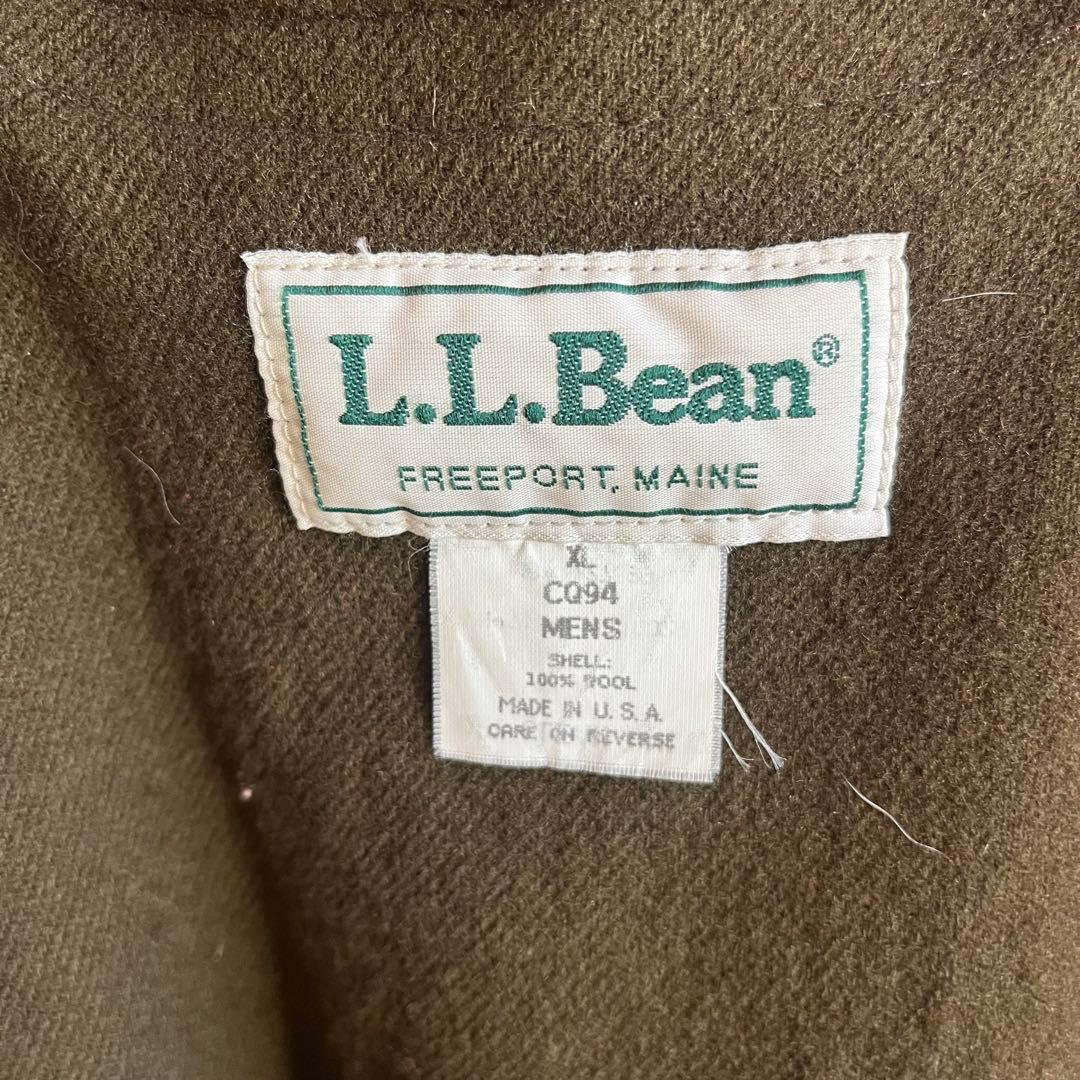 L.L.Bean®
FREEPORT, MAINE
XL
CQ94
MENS
SHELL:
100% WOOL
MADE IN U.S.A.
CARE ON REVERSE